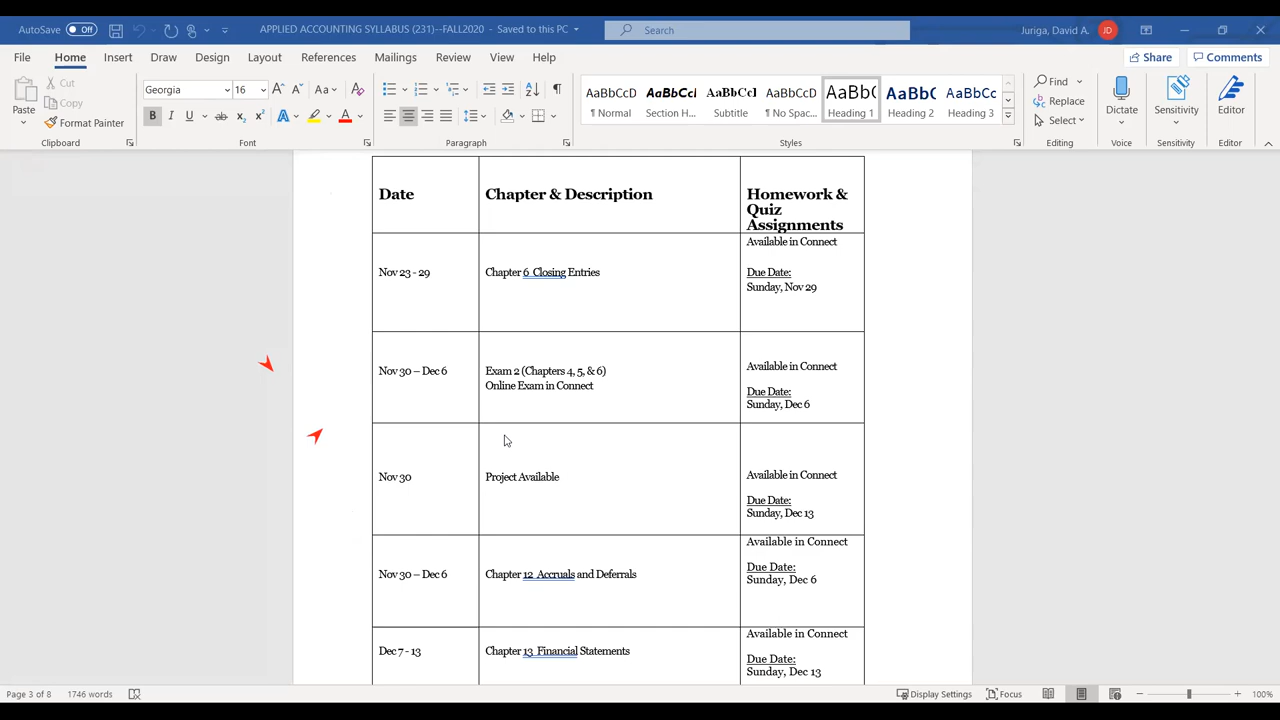 AutoSave Off APPLIED ACCOUNTING SYLLABUS (231)--FALL2020 - Saved to this PC Search Juriga, David A. JD
File Home Insert Draw Design Layout References Mailings Review View Help Share Comments
Paste
Cut
Copy
Format Painter
Clipboard
Georgia 16
Font
Paragraph
AaBbCcD AaBbCcl AaBbCcl AaBbCcD AaBbC AaBbC AaBbCc
¶ Normal Section H... Subtitle ¶ No Spac... Heading 1 Heading 2 Heading 3
Styles
Find
Replace
Select
Editing
Dictate
Voice
Sensitivity
Sensitivity
Editor
Editor
Date
Chapter & Description
Homework &
Quiz
Assignments
Nov 23 - 29
Chapter 6 Closing Entries
Available in Connect
Due Date:
Sunday, Nov 29
Nov 30 – Dec 6
Exam 2 (Chapters 4, 5, & 6)
Online Exam in Connect
Available in Connect
Due Date:
Sunday, Dec 6
Nov 30
Project Available
Available in Connect
Due Date:
Sunday, Dec 13
Nov 30 – Dec 6
Chapter 12 Accruals and Deferrals
Available in Connect
Due Date:
Sunday, Dec 6
Dec 7 - 13
Chapter 13 Financial Statements
Available in Connect
Due Date:
Sunday, Dec 13
Page 3 of 8 1746 words Display Settings Focus 100%